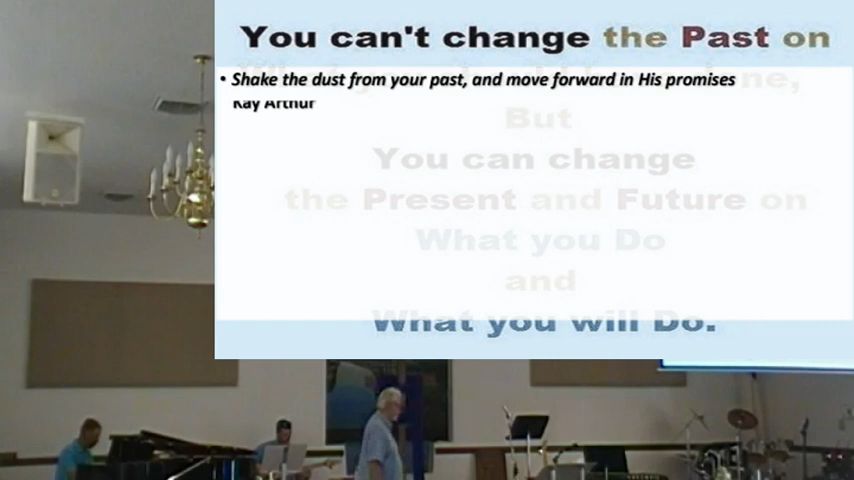 You can't change the Past on
• Shake the dust from your past, and move forward in His promises
Kay Arthur
But
You can change
the Present and Future on
What you Do
and
What you will Do.